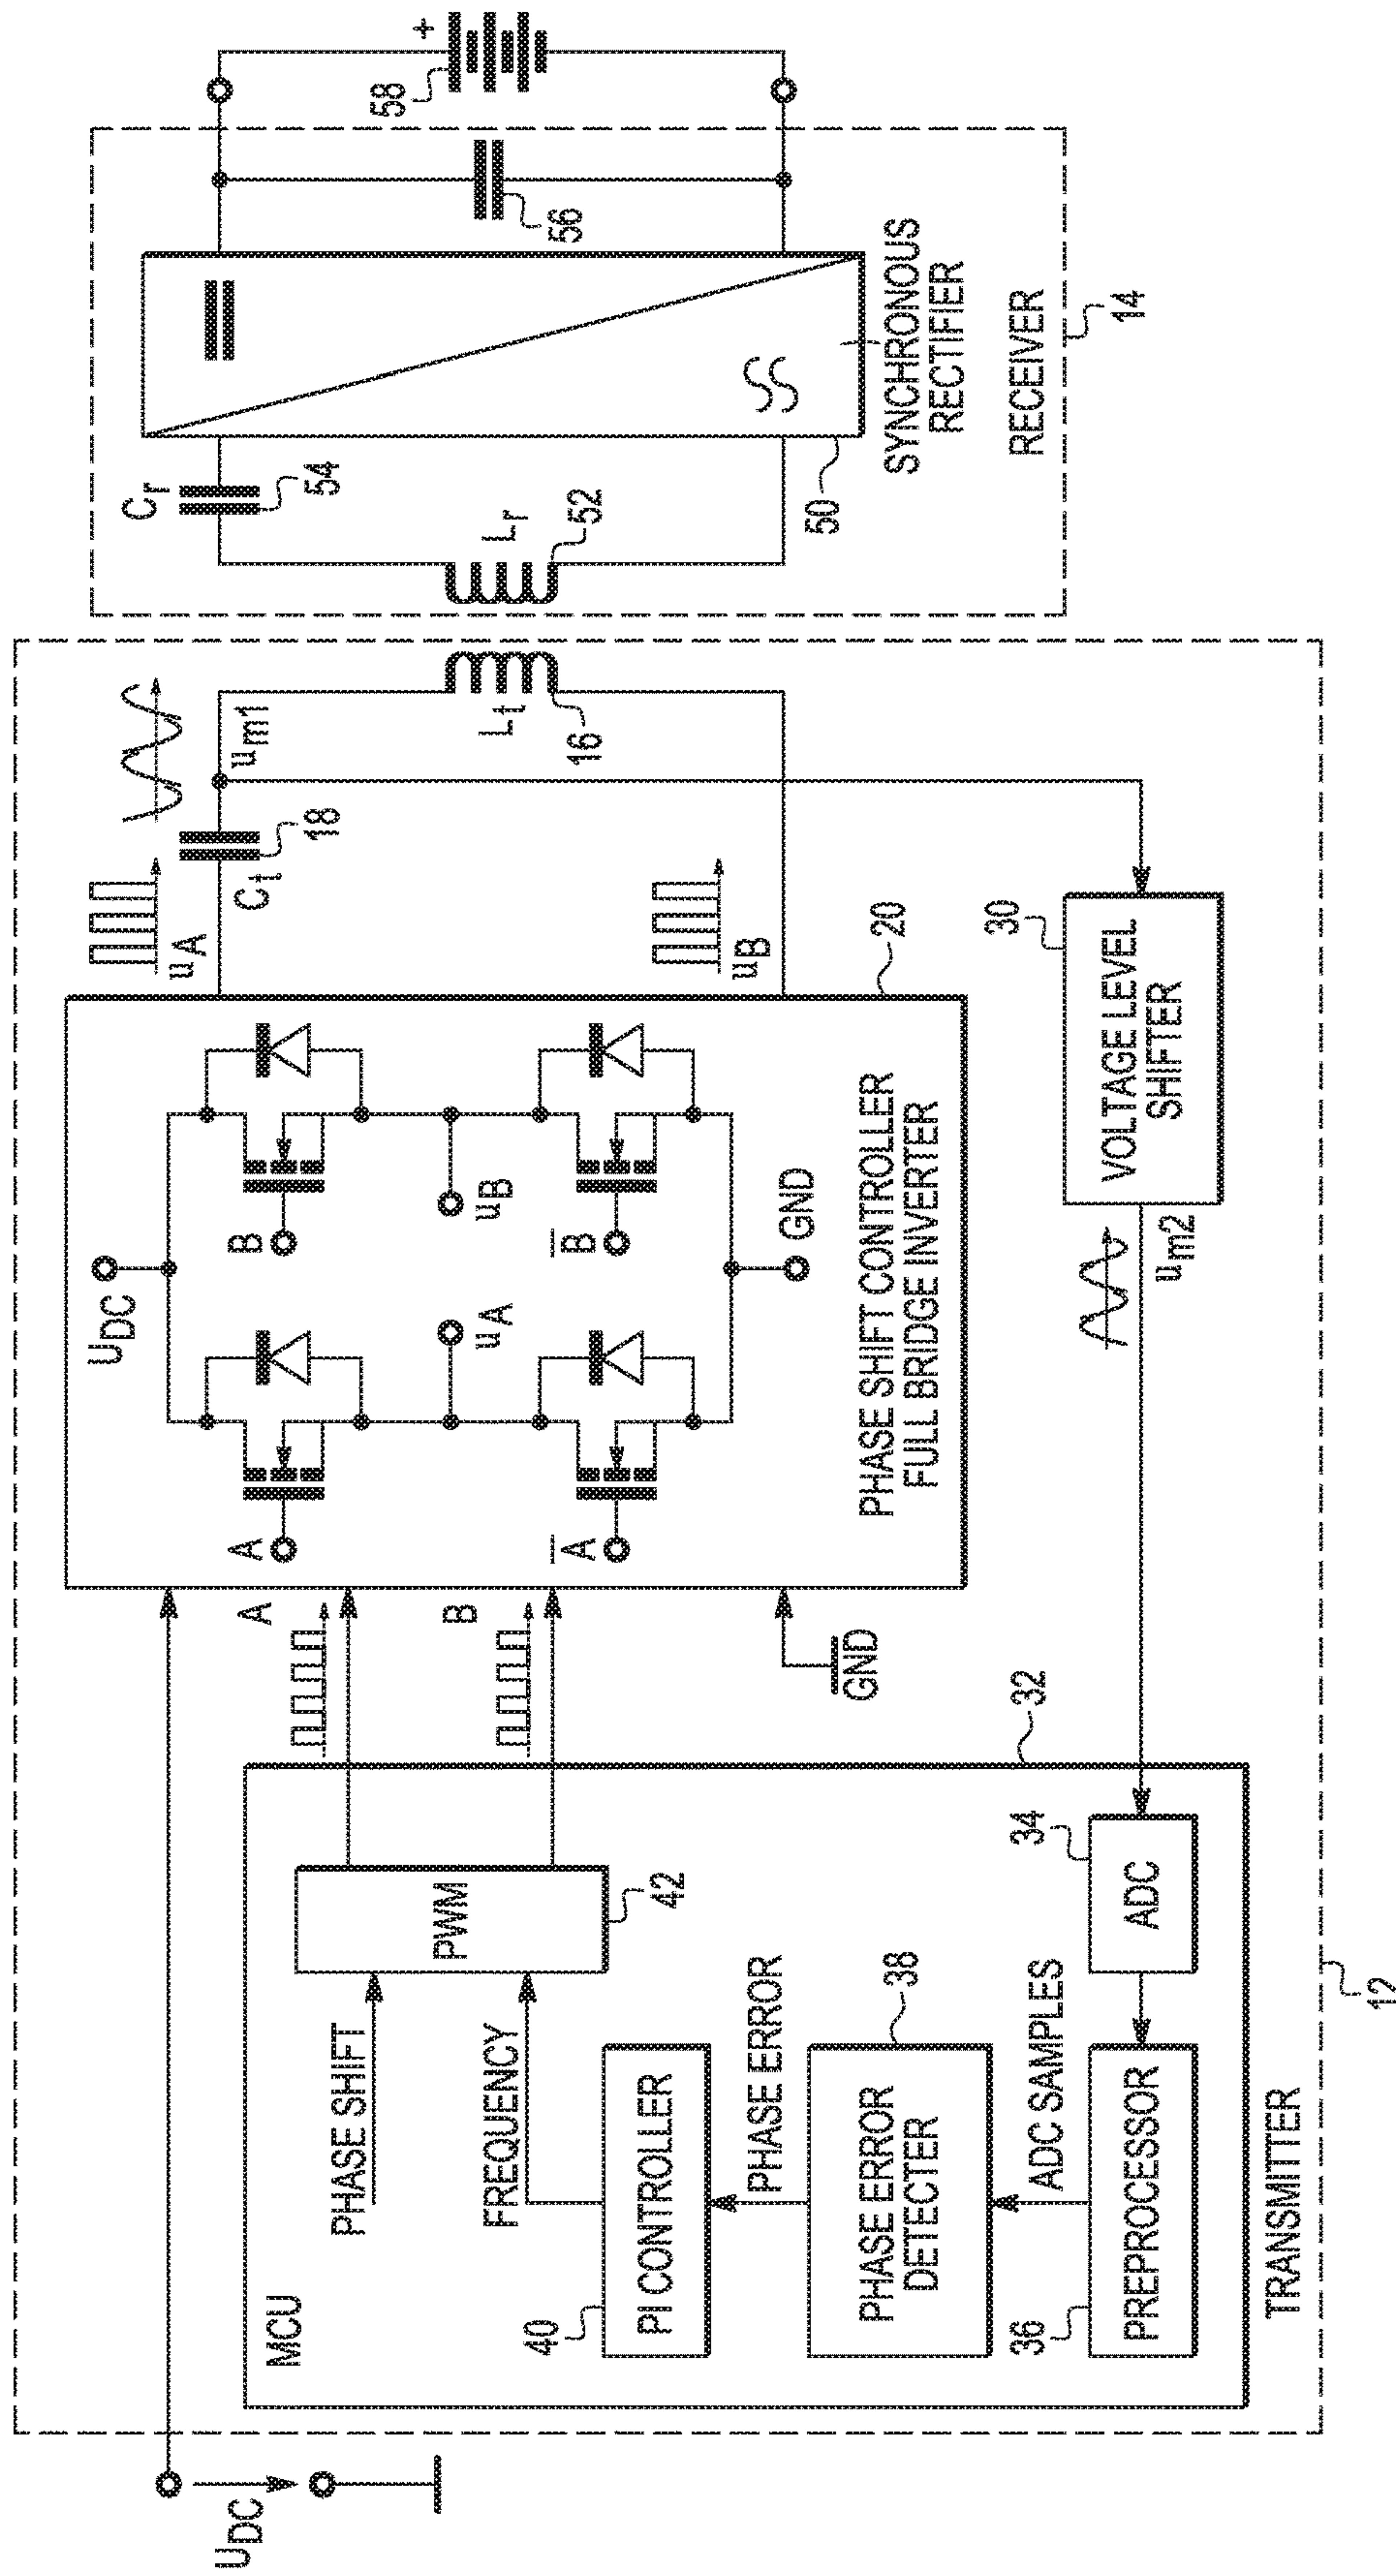 U_DC
TRANSMITTER
12
MCU
32
PHASE SHIFT
FREQUENCY
PWM
42
PI CONTROLLER
40
PHASE ERROR
PHASE ERROR
DETECTER
38
ADC SAMPLES
PREPROCESSOR
36
ADC
34
A
B
GND
U_DC
A
B
A̅
B̅
u_A
u_B
GND
PHASE SHIFT CONTROLLER
FULL BRIDGE INVERTER
20
u_A
u_B
C_t
18
u_m1
L_t
16
VOLTAGE LEVEL
SHIFTER
30
u_m2
C_r
54
L_r
52
50
SYNCHRONOUS
RECTIFIER
RECEIVER
14
56
58
+